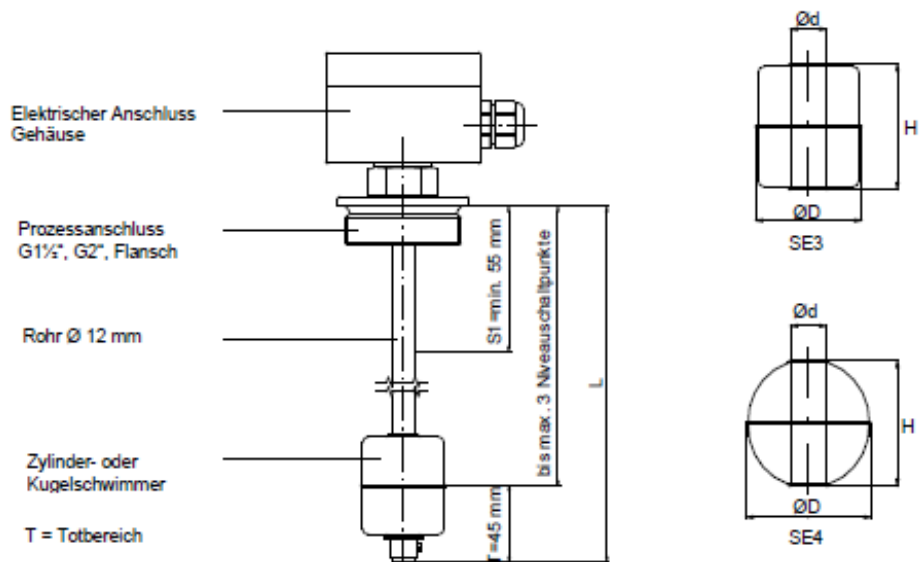 Elektrischer Anschluss
Gehäuse
Prozessanschluss
G1½", G2", Flansch
Rohr Ø 12 mm
Zylinder- oder
Kugelschwimmer
T = Totbereich
S1 =min. 55 mm
bis max. 3 Niveauschaltpunkte
L
T =45 mm
Ød
H
ØD
SE3
Ød
H
ØD
SE4